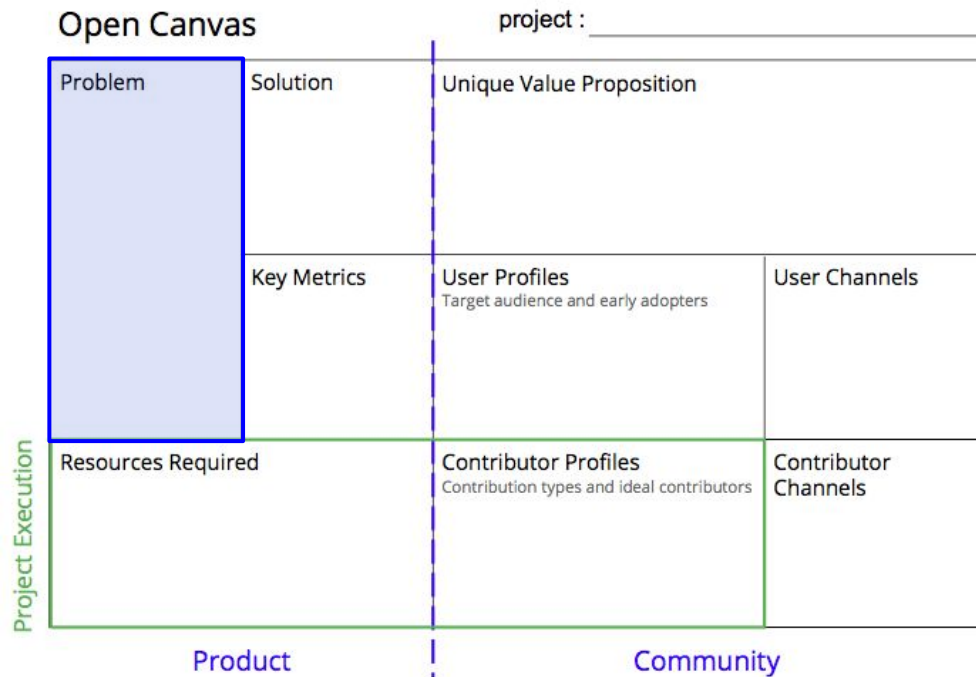 Open Canvas
project :
Problem
Solution
Unique Value Proposition
Key Metrics
User Profiles
Target audience and early adopters
User Channels
Project Execution
Resources Required
Contributor Profiles
Contribution types and ideal contributors
Contributor
Channels
Product
Community